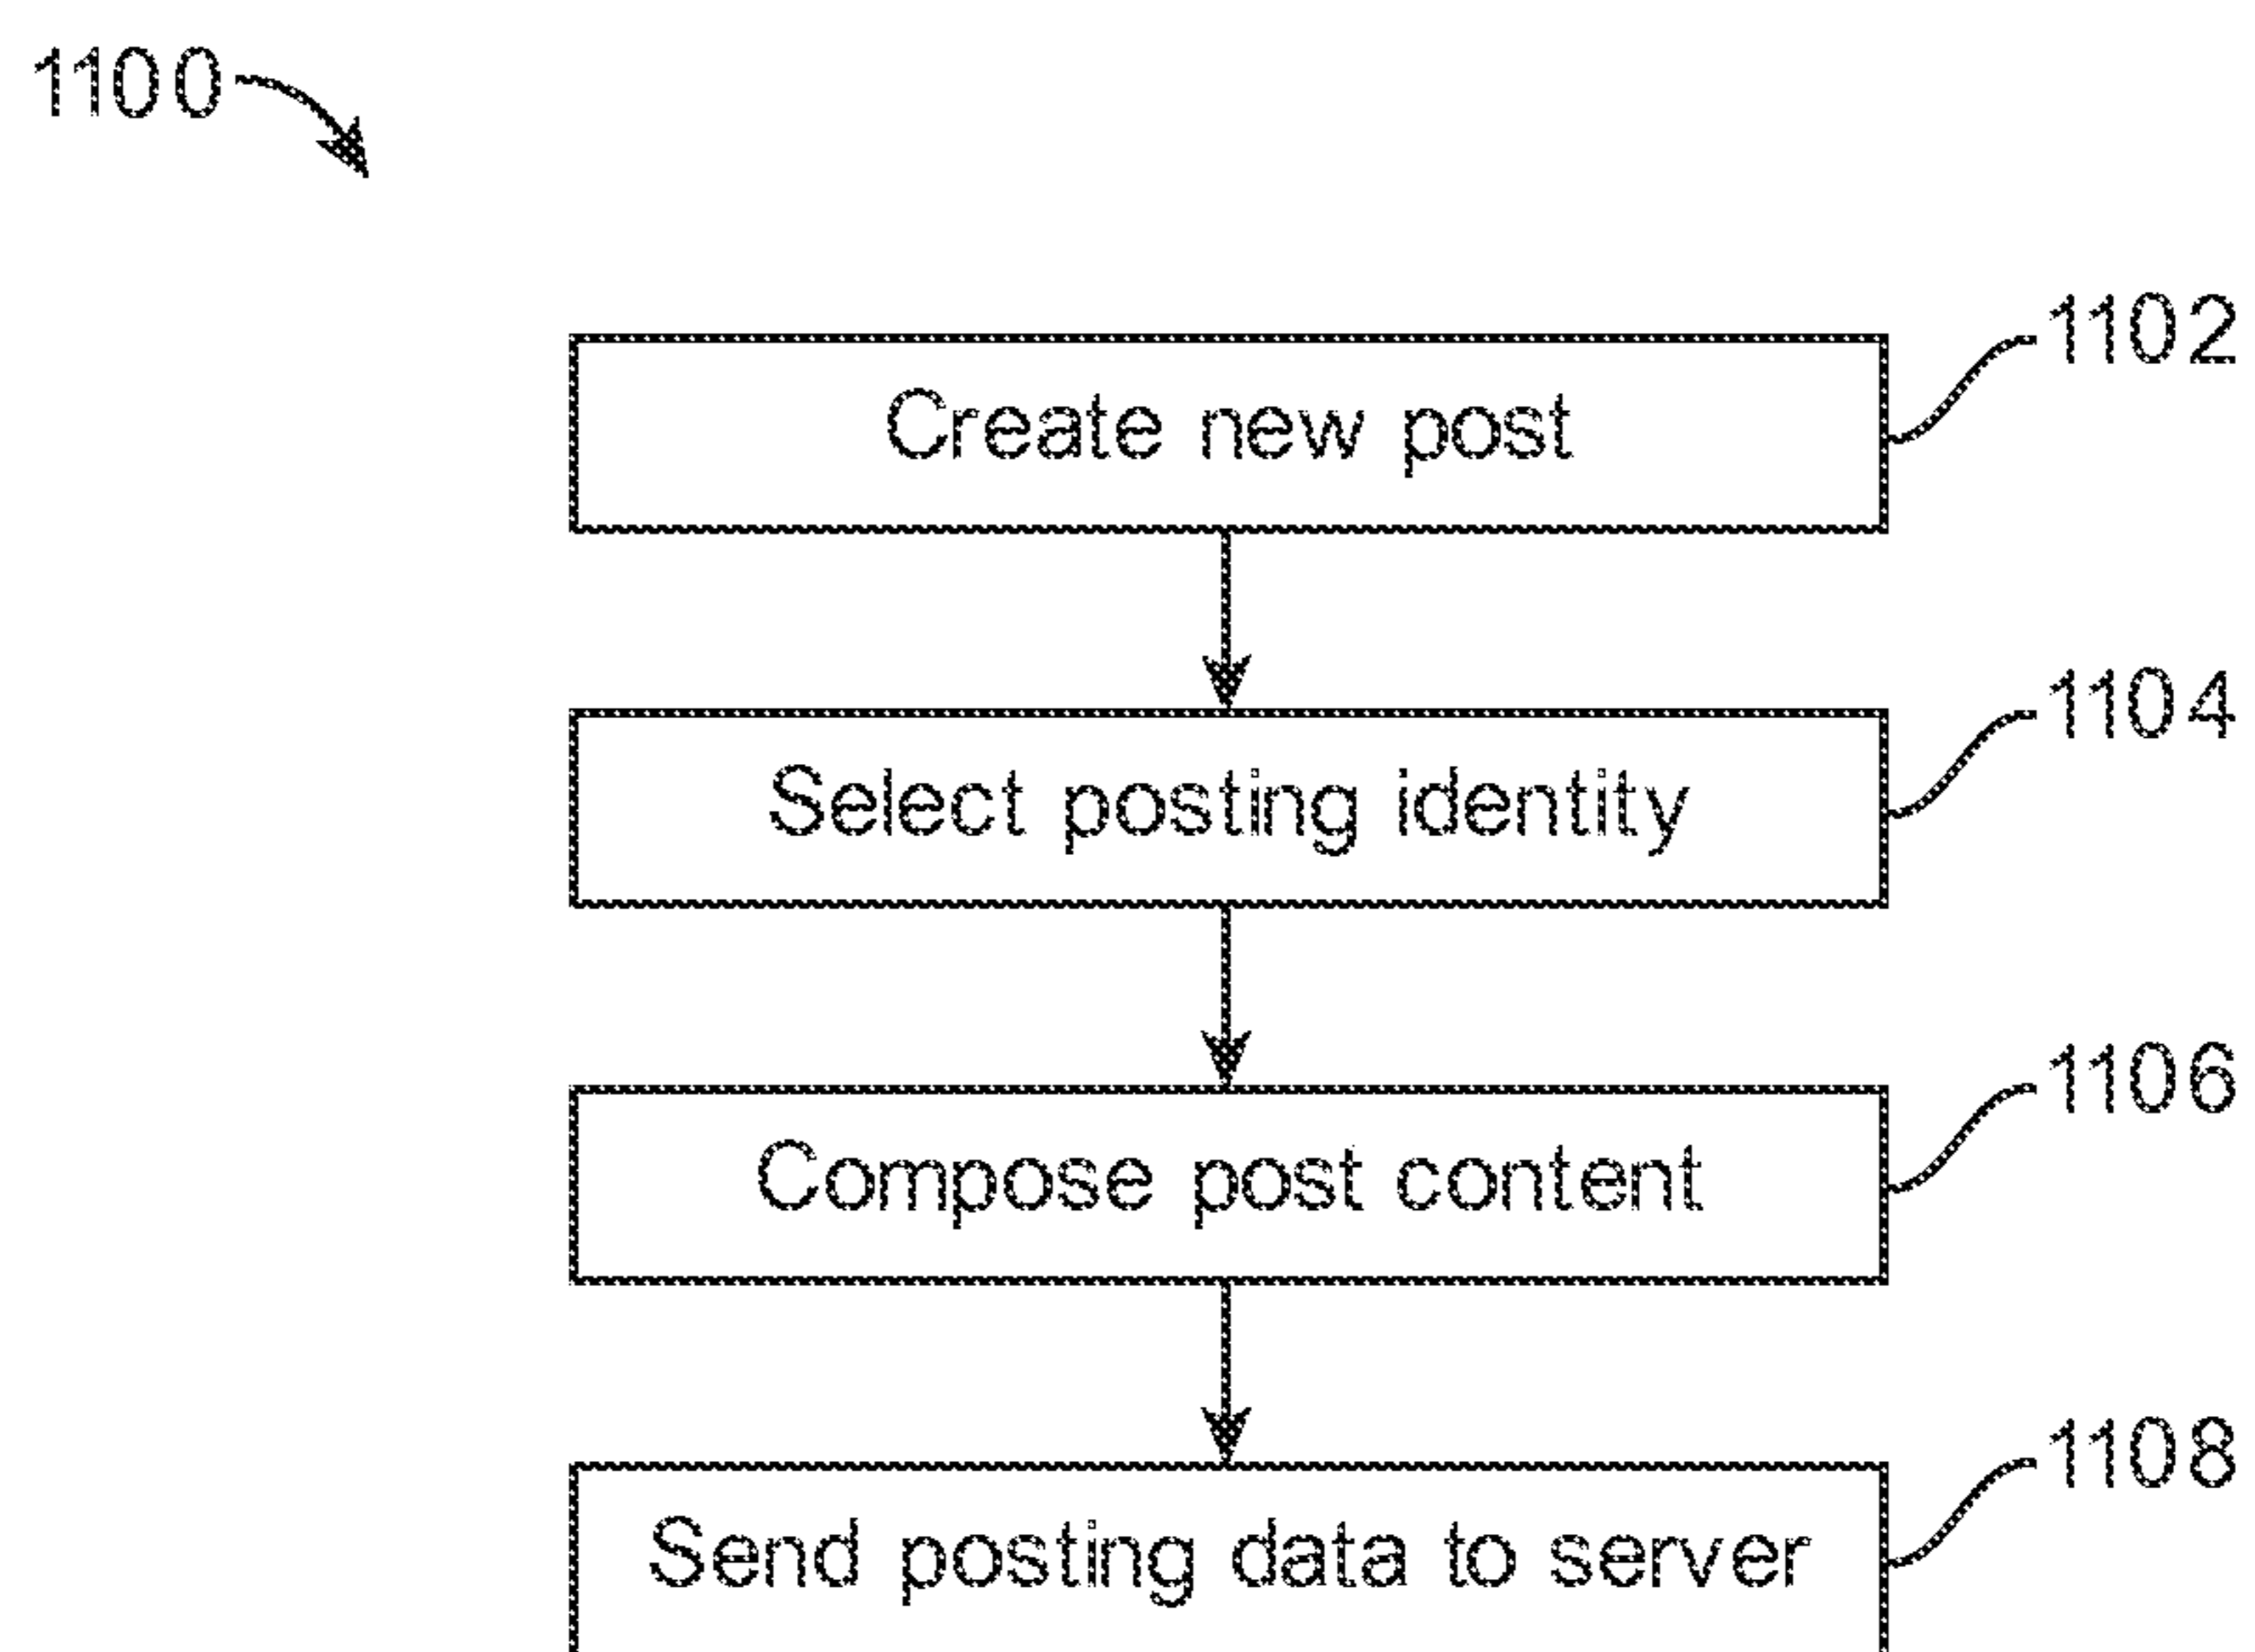 1100
1102
Create new post
1104
Select posting identity
1106
Compose post content
1108
Send posting data to server